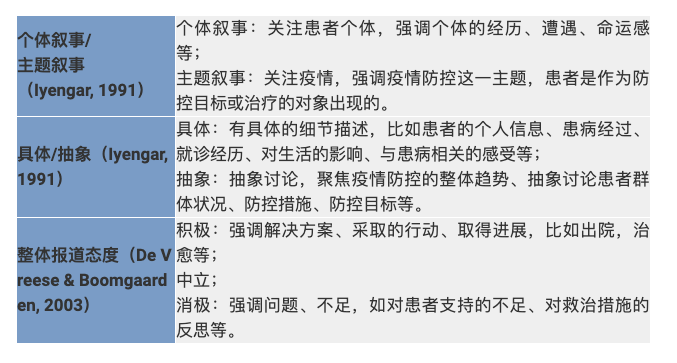 个体叙事/
主题叙事
（Iyengar, 1991）
个体叙事：关注患者个体，强调个体的经历、遭遇、命运感
等；
主题叙事：关注疫情，强调疫情防控这一主题，患者是作为防
控目标或治疗的对象出现的。
具体/抽象（Iyengar,
1991）
具体：有具体的细节描述，比如患者的个人信息、患病经过、
就诊经历、对生活的影响、与患病相关的感受等；
抽象：抽象讨论，聚焦疫情防控的整体趋势、抽象讨论患者群
体状况、防控措施、防控目标等。
整体报道态度（De V
reese & Boomgaard
en, 2003）
积极：强调解决方案、采取的行动、取得进展，比如出院，治
愈等；
中立；
消极：强调问题、不足，如对患者支持的不足、对救治措施的
反思等。